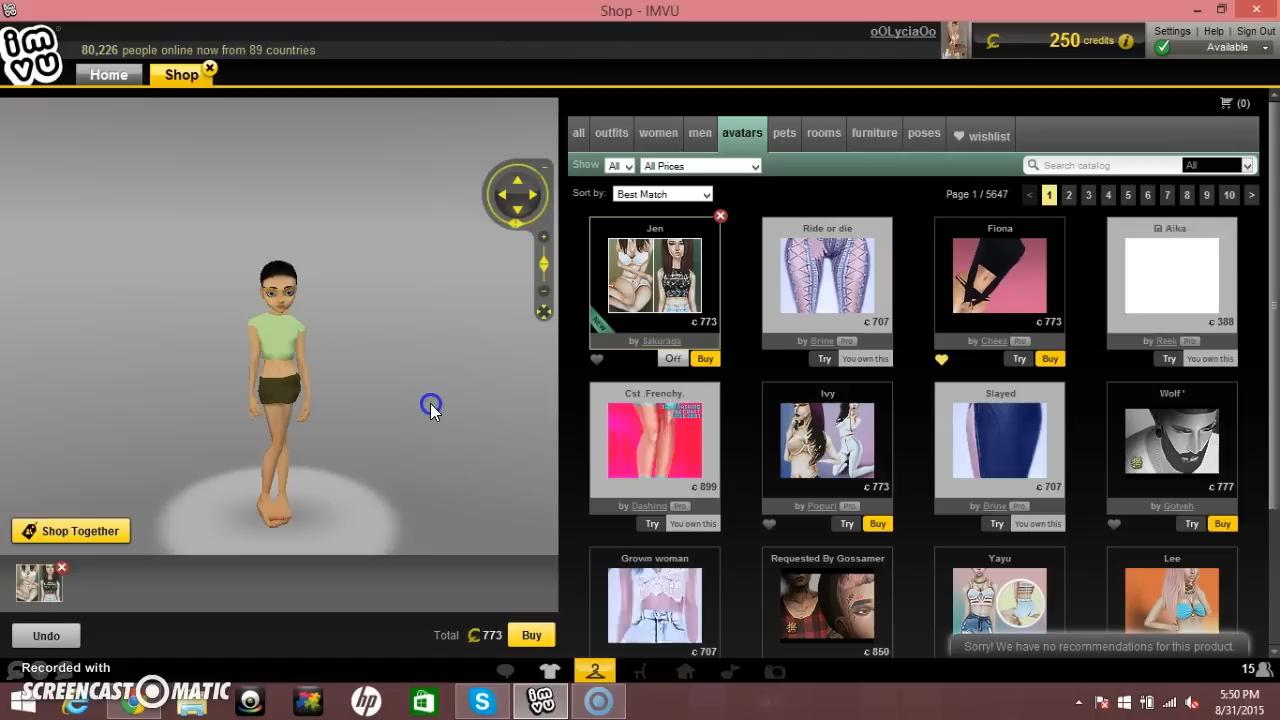 Shop - IMVU
imvu
80,226 people online now from 89 countries
oOLyciaOo
250 credits
Settings | Help | Sign Out
Available
Home
Shop
(0)
all
outfits
women
men
avatars
pets
rooms
furniture
poses
wishlist
Show
All
All Prices
Search catalog
All
Sort by:
Best Match
Page 1 / 5647
< 1 2 3 4 5 6 7 8 9 10 >
Jen
Ride or die
Fiona
Aika
NEW
773
707
773
388
by Sakuraga
by Brine Pro
by Cheez Pro
by Reek Pro
Off Buy
Try You own this
Try Buy
Try You own this
Cst .Frenchy.
Ivy
Slayed
Wolf '
899
773
707
777
by Dashing Pro
by Popuri Pro
by Brine Pro
by Gotyeh
Try You own this
Try Buy
Try You own this
Try Buy
Grown woman
Requested By Gossamer
Yayu
Lee
707
850
Sorry! We have no recommendations for this product.
Shop Together
Undo
Total 773
Buy
15
Recorded with
SCREENCAST-O-MATIC
5:50 PM
8/31/2015